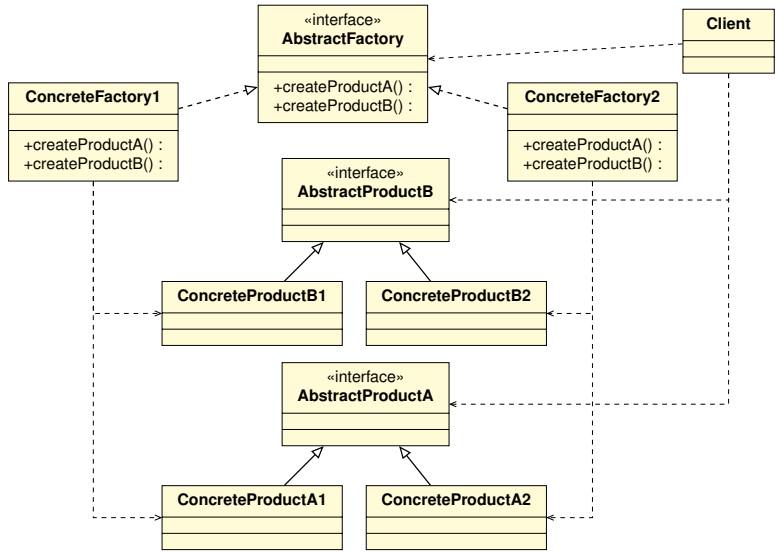 «interface»
AbstractFactory
+createProductA() :
+createProductB() :
Client
ConcreteFactory1
+createProductA() :
+createProductB() :
ConcreteFactory2
+createProductA() :
+createProductB() :
«interface»
AbstractProductB
ConcreteProductB1
ConcreteProductB2
«interface»
AbstractProductA
ConcreteProductA1
ConcreteProductA2